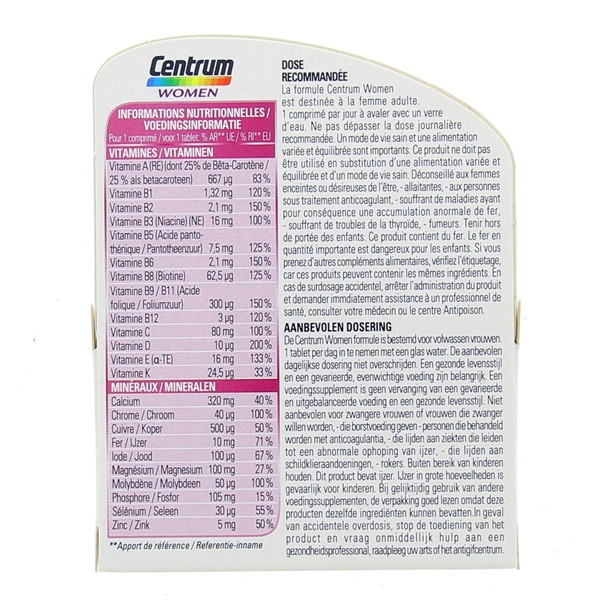 Centrum
WOMEN
INFORMATIONS NUTRITIONNELLES /
VOEDINGSINFORMATIE
Pour 1 comprimé / voor 1 tablet: % AR** UE / % RI** EU
VITAMINES / VITAMINEN
Vitamine A (RE) (dont 25% de Bêta-Carotène /
25 % als betacaroteen) 667 µg 83 %
Vitamine B1 1,32 mg 120 %
Vitamine B2 2,1 mg 150 %
Vitamine B3 (Niacine) (NE) 16 mg 100 %
Vitamine B5 (Acide panto-
thénique / Pantotheenzuur) 7,5 mg 125 %
Vitamine B6 2,1 mg 150 %
Vitamine B8 (Biotine) 62,5 µg 125 %
Vitamine B9 / B11 (Acide
folique / Foliumzuur) 300 µg 150 %
Vitamine B12 3 µg 120 %
Vitamine C 80 mg 100 %
Vitamine D 10 µg 200 %
Vitamine E (α-TE) 16 mg 133 %
Vitamine K 24,5 µg 33 %
MINÉRAUX / MINERALEN
Calcium 320 mg 40 %
Chrome / Chroom 40 µg 100 %
Cuivre / Koper 500 µg 50 %
Fer / IJzer 10 mg 71 %
Iode / Jood 100 µg 67 %
Magnésium / Magnesium 100 mg 27 %
Molybdène / Molybdeen 50 µg 100 %
Phosphore / Fosfor 105 mg 15 %
Sélénium / Seleen 30 µg 55 %
Zinc / Zink 5 mg 50 %
**Apport de référence / Referentie-inname
DOSE
RECOMMANDÉE
La formule Centrum Women
est destinée à la femme adulte.
1 comprimé par jour à avaler avec un verre
d'eau. Ne pas dépasser la dose journalière
recommandée. Un mode de vie sain et une alimentation
variée et équilibrée sont importants. Ce produit ne doit pas
être utilisé en substitution d'une alimentation variée et
équilibrée et d'un mode de vie sain. Déconseillé aux femmes
enceintes ou désireuses de l'être, - allaitantes, - aux personnes
sous traitement anticoagulant, - souffrant de maladies ayant
pour conséquence une accumulation anormale de fer,
- souffrant de troubles de la thyroïde, - fumeurs. Tenir hors
de portée des enfants. Ce produit contient du fer. Le fer en
quantité importante est dangereux pour les enfants. Si vous
prenez d'autres compléments alimentaires, vérifiez l'étiquetage,
car ces produits peuvent contenir les mêmes ingrédients. En
cas de surdosage accidentel, arrêter l'administration du produit
et demander immediatement assistance à un professionnel de
santé, consulter votre médecin ou le centre Antipoison.
AANBEVOLEN DOSERING
De Centrum Women formule is bestemd voor volwassen vrouwen.
1 tablet per dag in te nemen met een glas water. De aanbevolen
dagelijkse dosering niet overschrijden. Een gezonde levensstijl
en een gevarieerde, evenwichtige voeding zijn belangrijk. Een
voedingssupplement is geen vervanging van een gevarieerde
en uitgebalanceerde voeding en een gezonde levensstijl. Niet
aanbevolen voor zwangere vrouwen of vrouwen die zwanger
willen worden, - die borstvoeding geven - personen die behandeld
worden met anticoagulantia, - die lijden aan ziekten die leiden
tot een abnormale ophoping van ijzer, - die lijden aan
schildklieraandoeningen, - rokers. Buiten bereik van kinderen
houden. Dit product bevat ijzer. IJzer in grote hoeveelheden is
gevaarlijk voor kinderen. Bij gelijktijdig gebruik van andere
voedingssupplementen, de verpakking goed lezen omdat deze
producten dezelfde ingrediënten kunnen bevatten. In geval
van accidentele overdosis, stop de toediening van het
product en vraag onmiddellijk hulp aan een
gezondheidsprofessional, raadpleeg uw arts of het antigifcentrum.